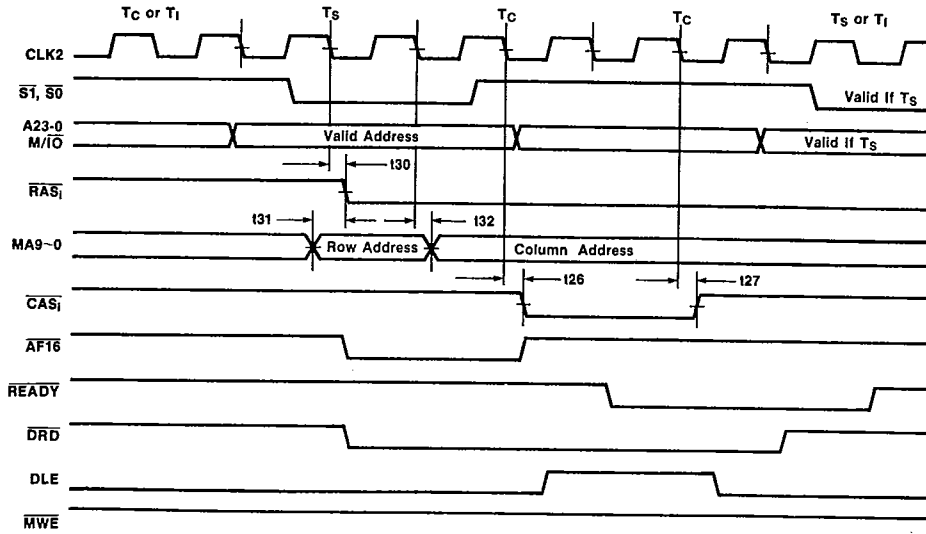 TC or TI TS TC TC TS or TI
CLK2
S1, S0 Valid If TS
A23-0
M/IO Valid Address Valid If TS
t30
RASi
t31 t32
MA9~0 Row Address Column Address
t26 t27
CASi
AF16
READY
DRD
DLE
MWE